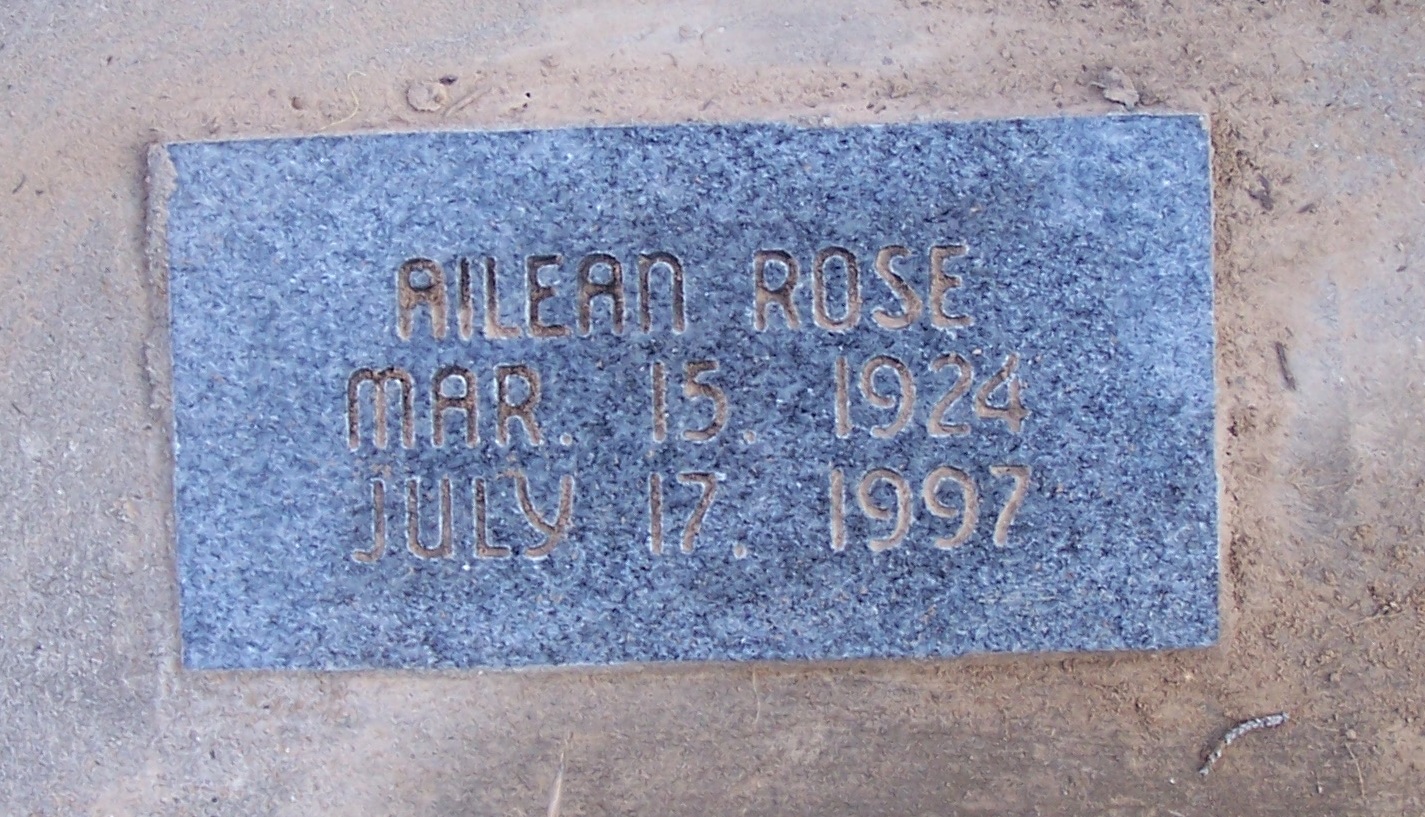 AILEAN ROSE
MAR. 15. 1924
JULY 17. 1997